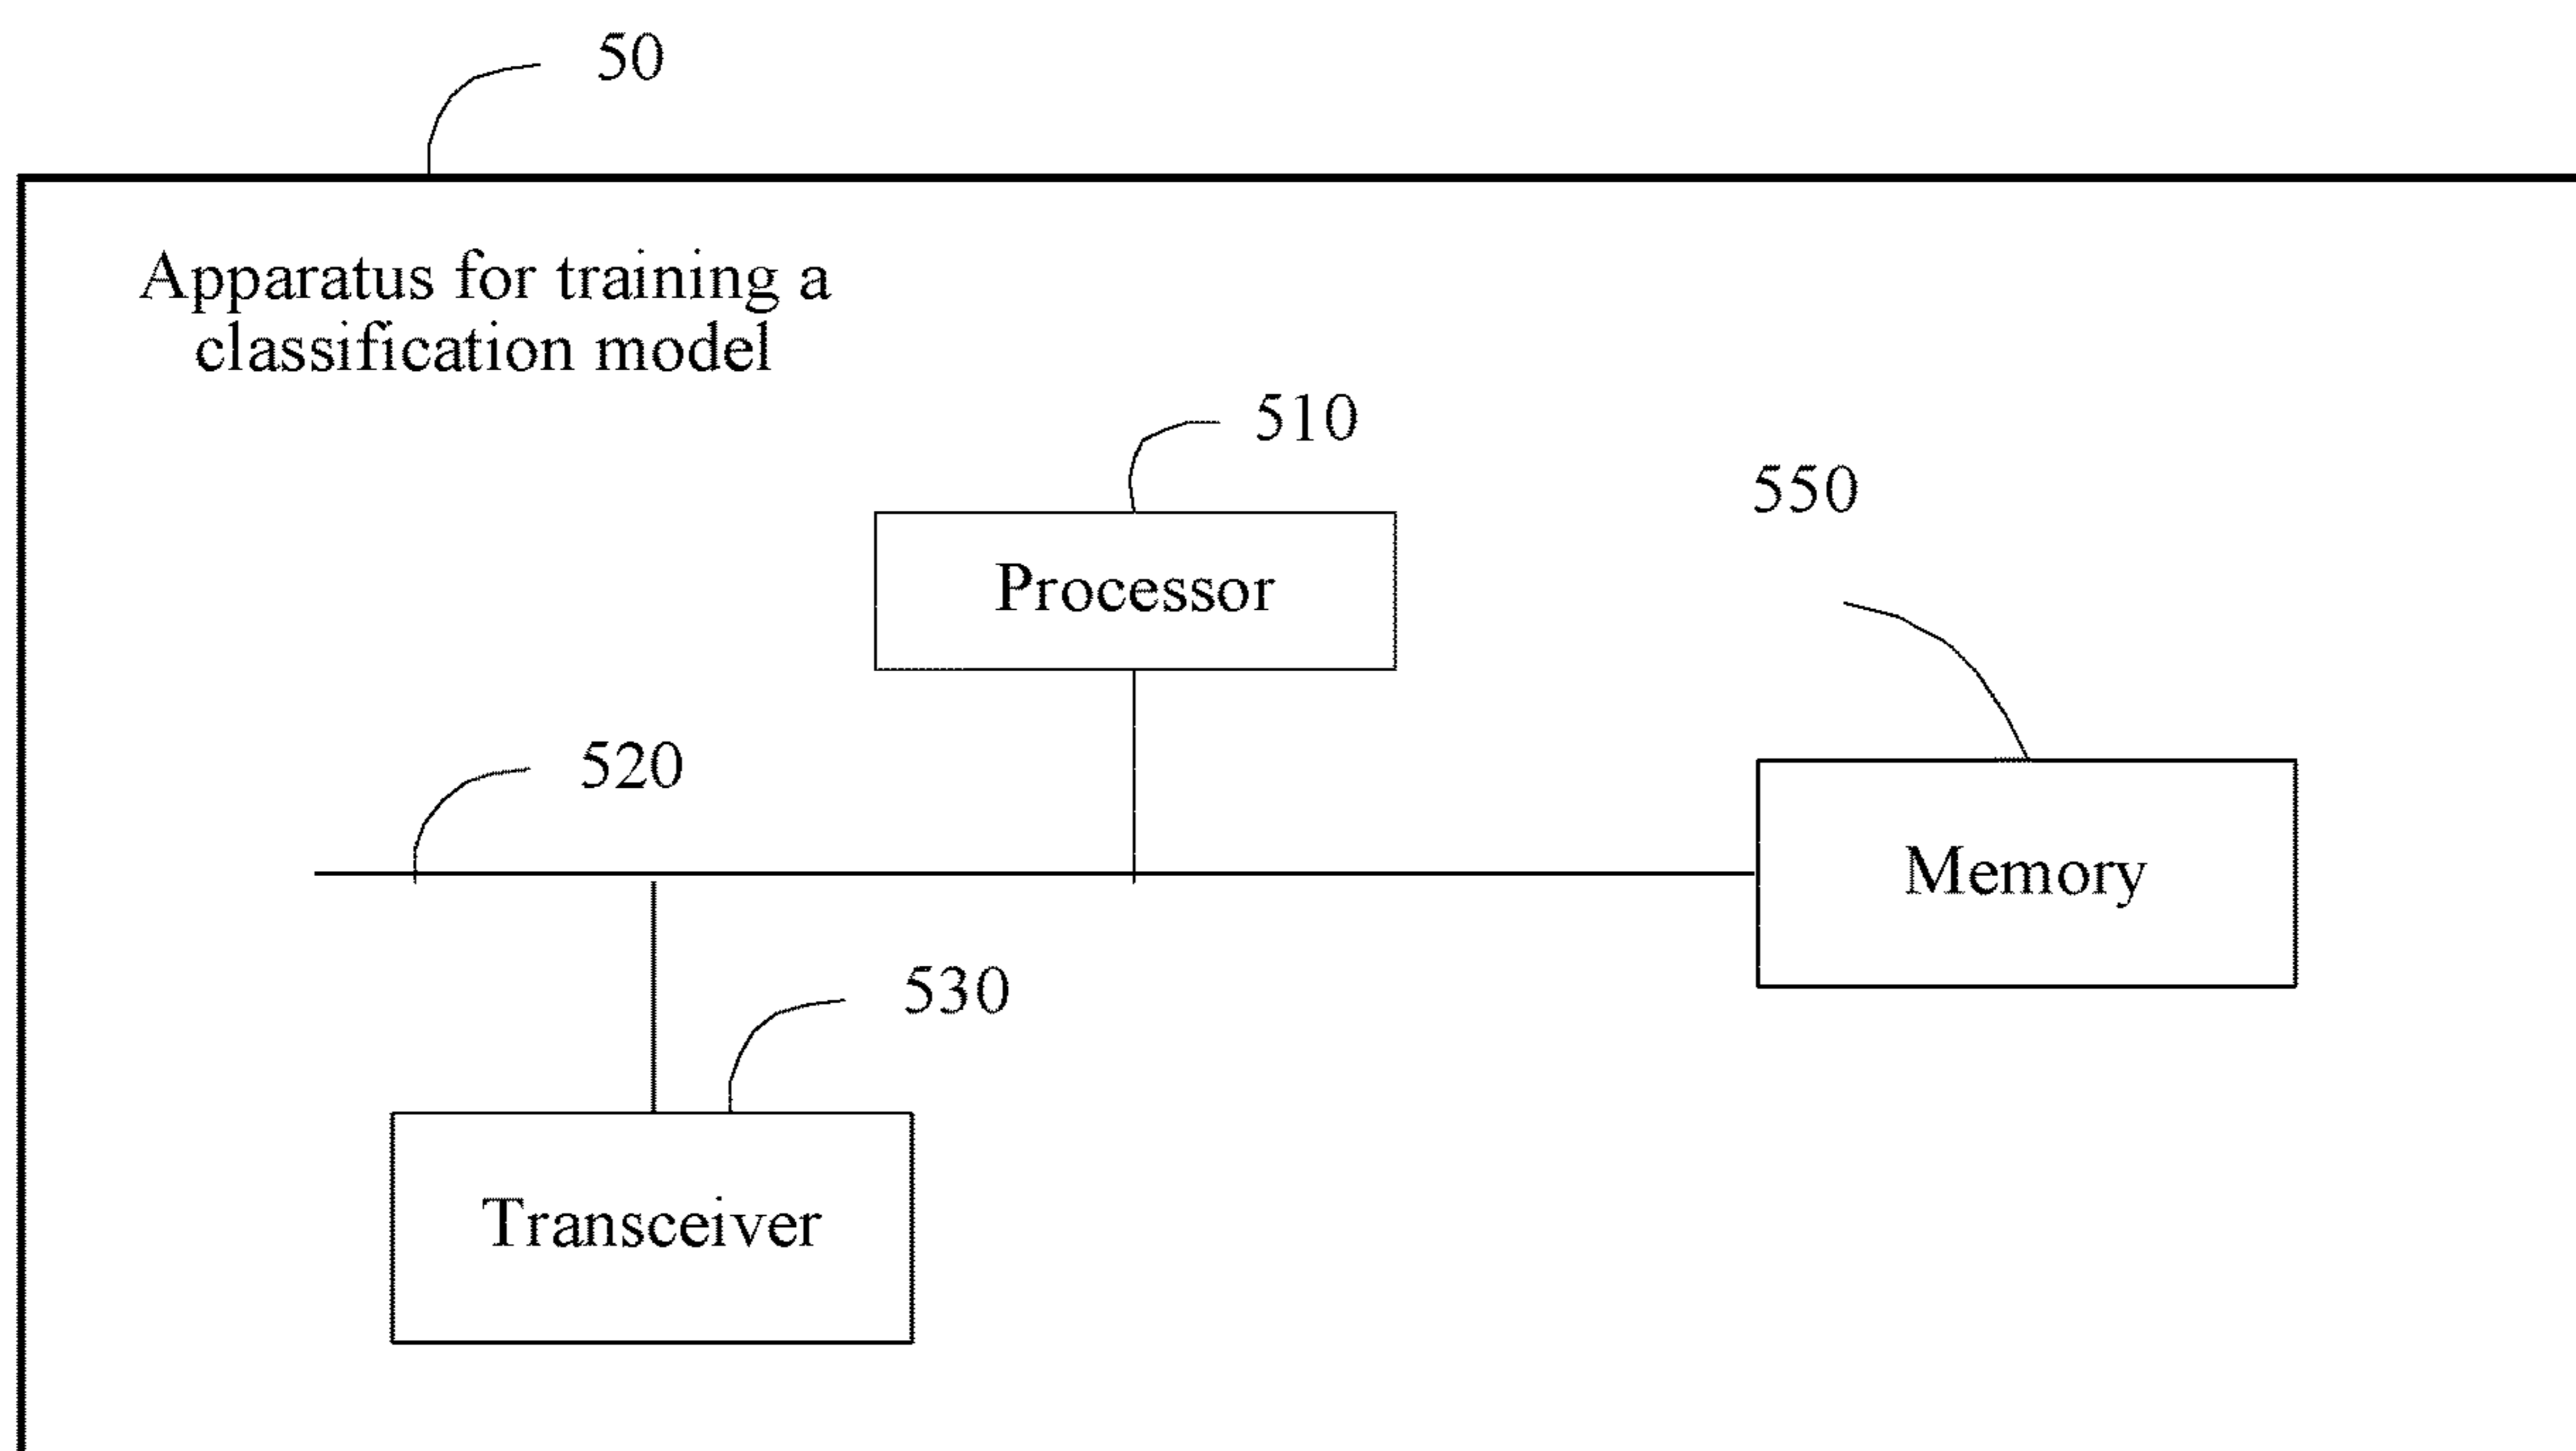 50
Apparatus for training a
classification model
510
550
Processor
520
Memory
530
Transceiver